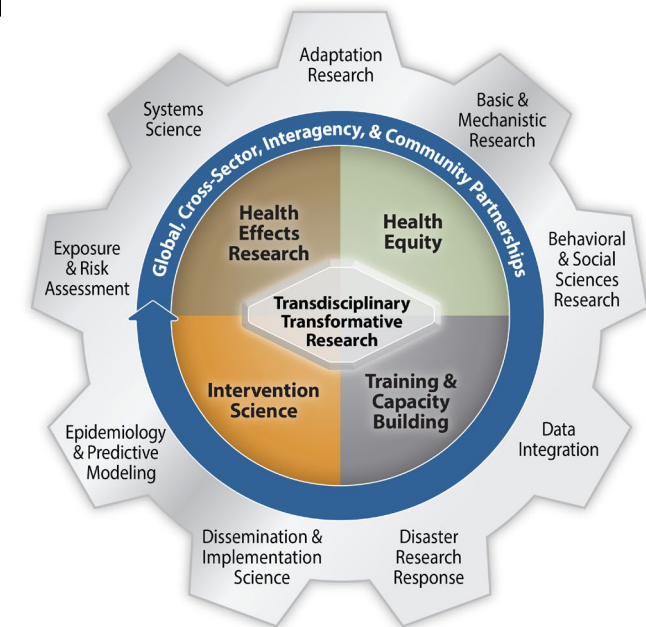 Adaptation
Research
Basic &
Mechanistic
Research
Behavioral
& Social
Sciences
Research
Data
Integration
Disaster
Research
Response
Dissemination &
Implementation
Science
Epidemiology
& Predictive
Modeling
Exposure
& Risk
Assessment
Systems
Science
Global, Cross-Sector, Interagency, & Community Partnerships
Health
Effects
Research
Health
Equity
Transdisciplinary
Transformative
Research
Intervention
Science
Training &
Capacity
Building